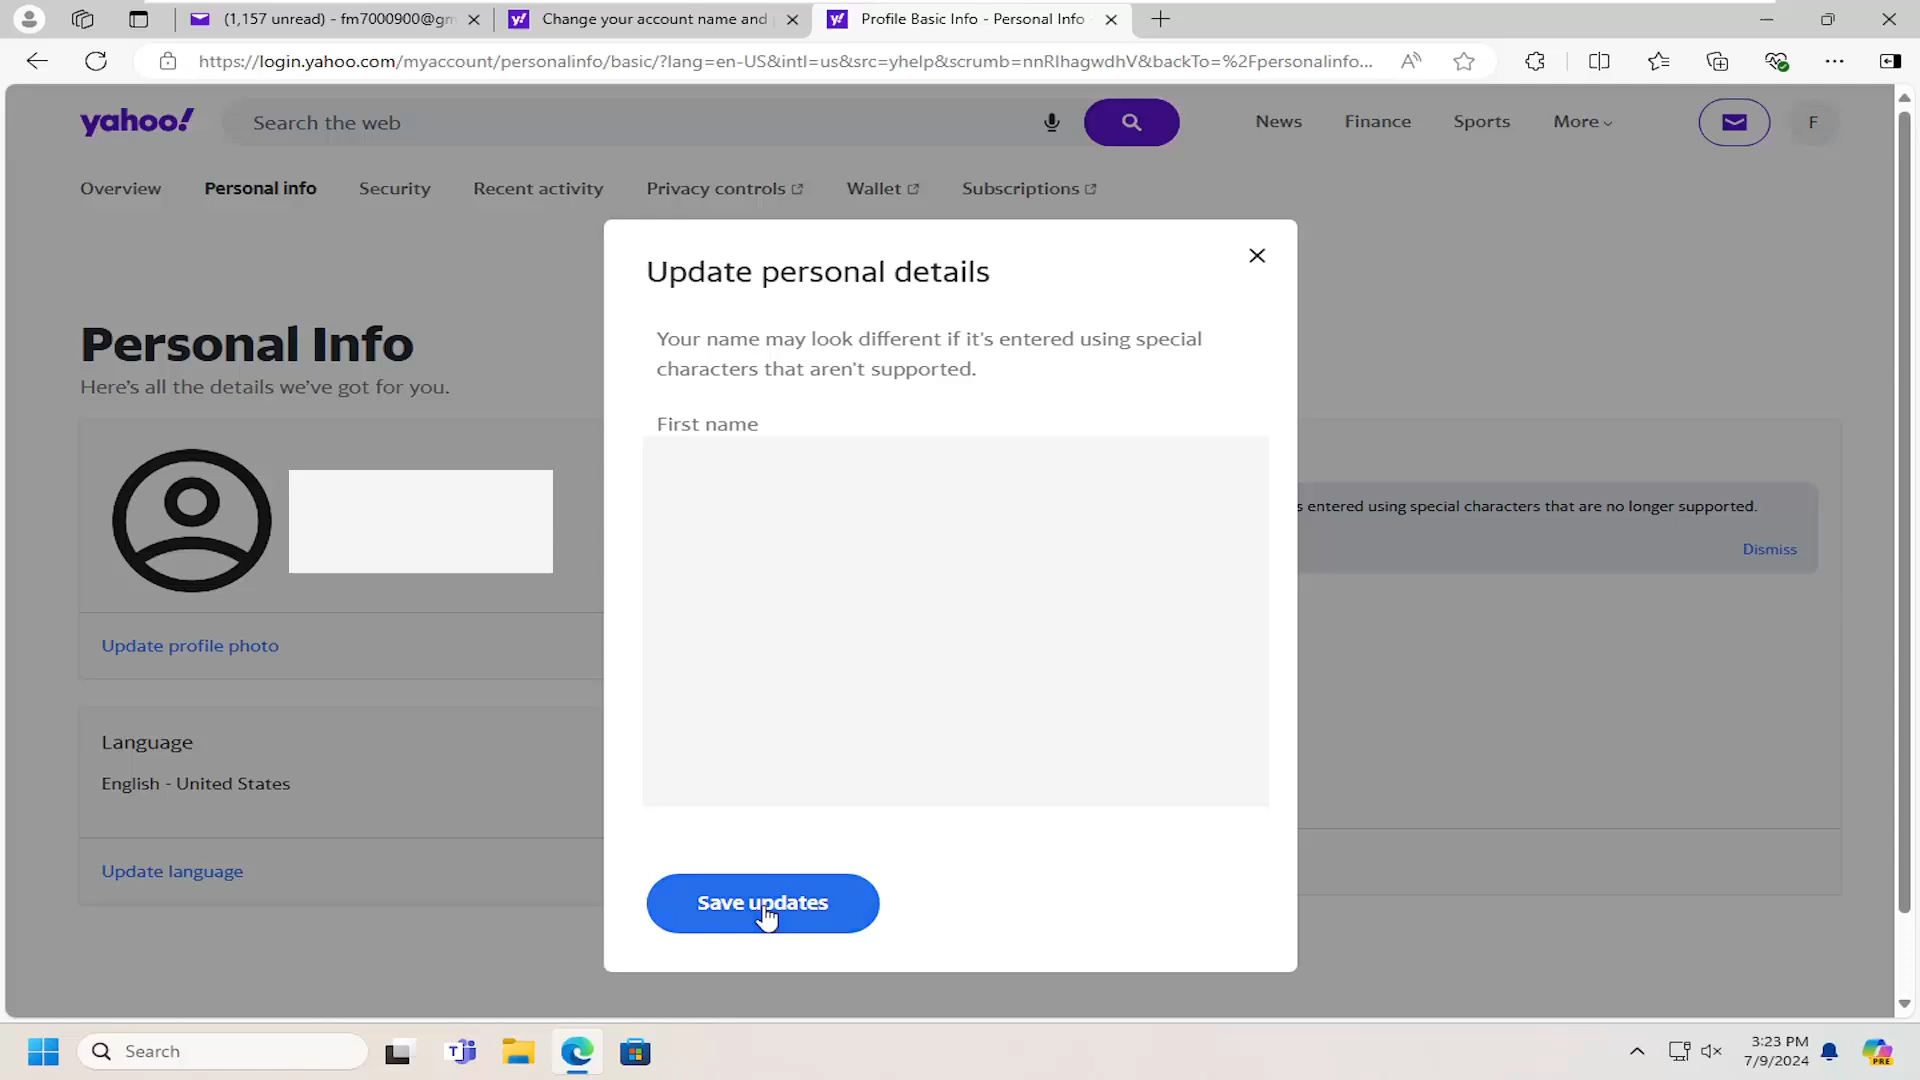 (1,157 unread) - fm7000900@gm
Change your account name and
Profile Basic Info - Personal Info
https://login.yahoo.com/myaccount/personalinfo/basic/?lang=en-US&intl=us&src=yhelp&scrumb=nnRlhagwdhV&backTo=%2Fpersonalinfo...
yahoo!
Search the web
News
Finance
Sports
More
F
Overview
Personal info
Security
Recent activity
Privacy controls
Wallet
Subscriptions
Update personal details
Your name may look different if it's entered using special
characters that aren't supported.
First name
Save updates
Personal Info
Here's all the details we've got for you.
s entered using special characters that are no longer supported.
Dismiss
Update profile photo
Language
English - United States
Update language
Search
3:23 PM
7/9/2024
PRE